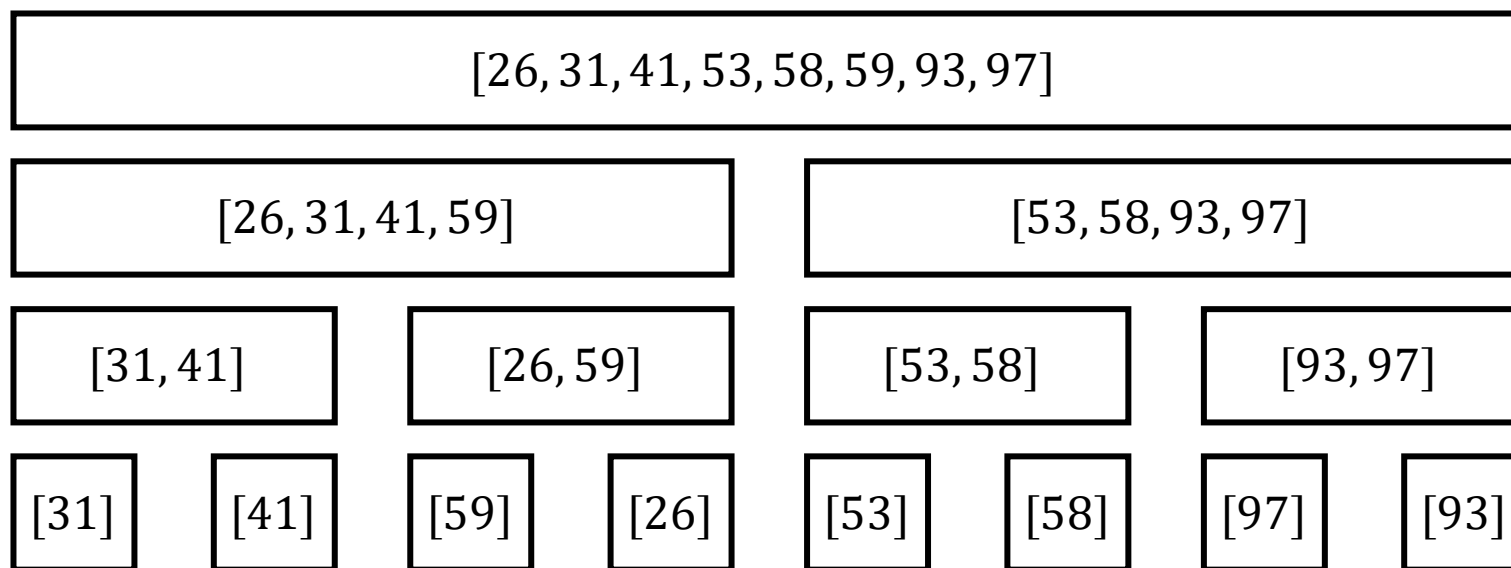 [26, 31, 41, 53, 58, 59, 93, 97]
[26, 31, 41, 59] [53, 58, 93, 97]
[31, 41] [26, 59] [53, 58] [93, 97]
[31] [41] [59] [26] [53] [58] [97] [93]